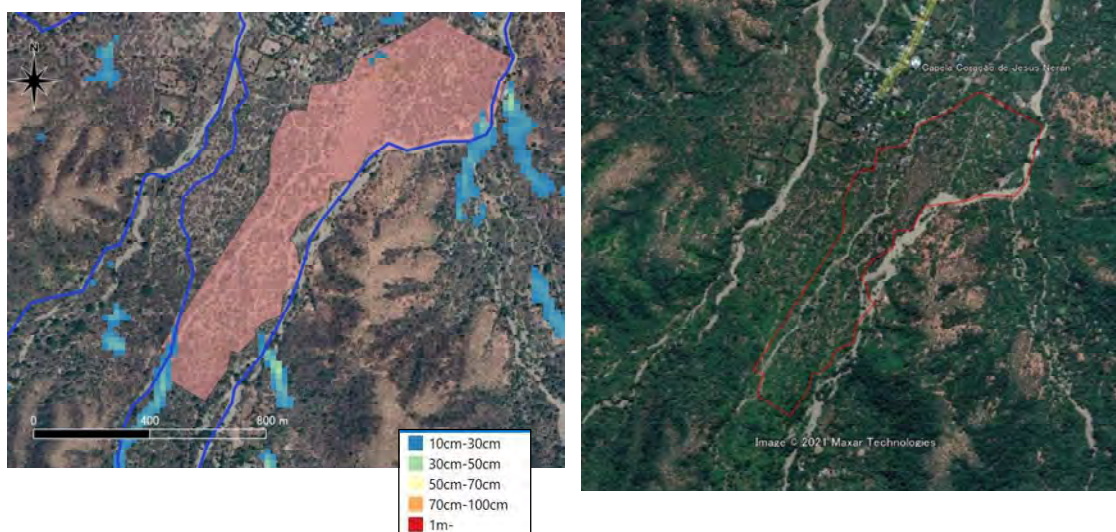 N
Capela Coração de Jesus Neran
0 400 800 m
Image © 2021 Maxar Technologies
10cm-30cm
30cm-50cm
50cm-70cm
70cm-100cm
1m-